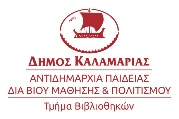 ΔΗΜΟΣ ΚΑΛΑΜΑΡΙΑΣ
ΑΝΤΙΔΗΜΑΡΧΙΑ ΠΑΙΔΕΙΑΣ
ΔΙΑ ΒΙΟΥ ΜΑΘΗΣΗΣ & ΠΟΛΙΤΙΣΜΟΥ
Τμήμα Βιβλιοθηκών